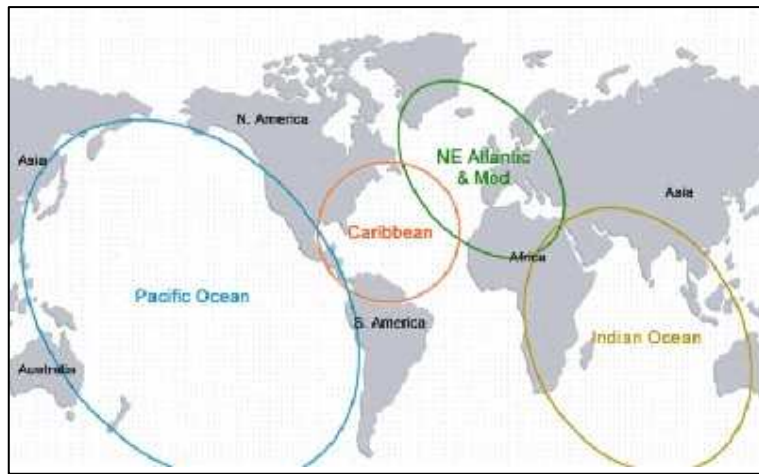 N. America
Asia
NE Atlantic
& Med
Asia
Caribbean
Africa
Pacific Ocean
S. America
Indian Ocean
Australia